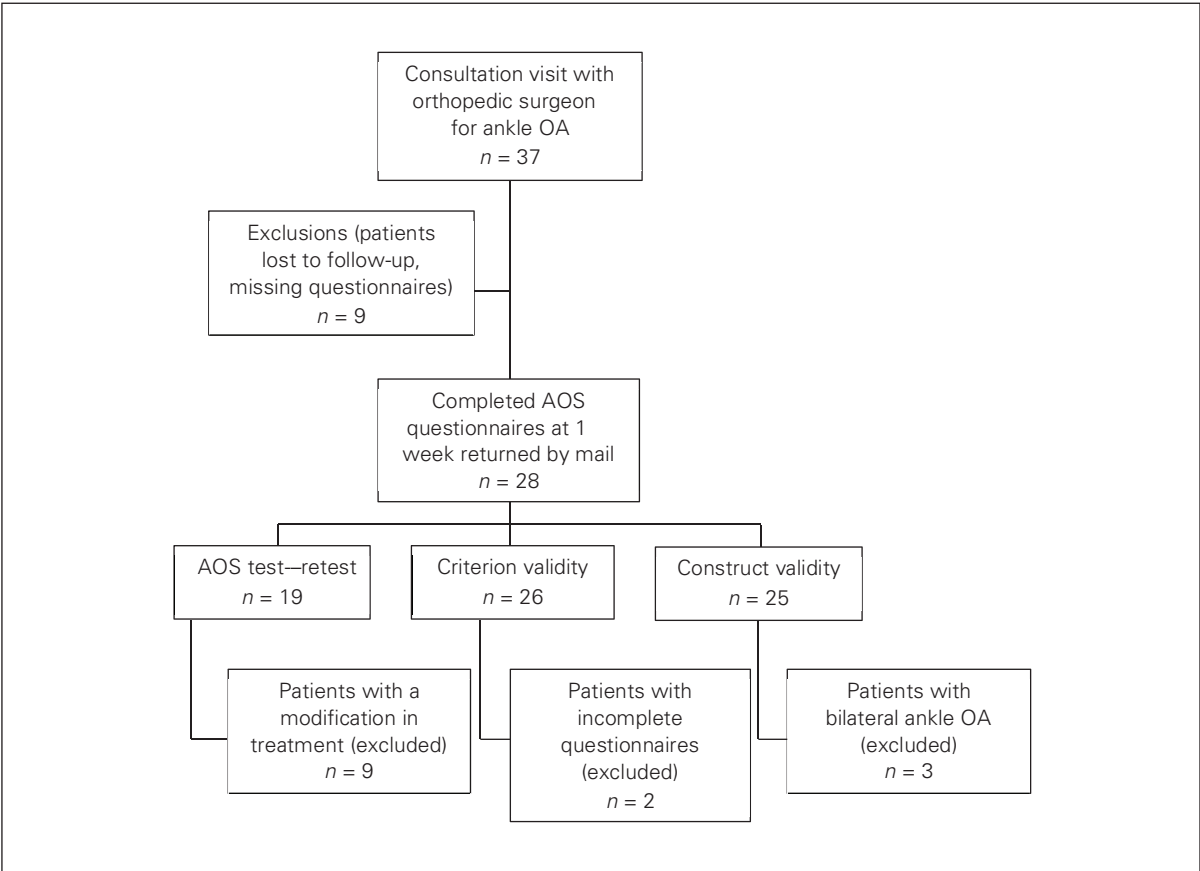 Consultation visit with
orthopedic surgeon
for ankle OA
n = 37
Exclusions (patients
lost to follow-up,
missing questionnaires)
n = 9
Completed AOS
questionnaires at 1
week returned by mail
n = 28
AOS test–retest
n = 19
Criterion validity
n = 26
Construct validity
n = 25
Patients with a
modification in
treatment (excluded)
n = 9
Patients with
incomplete
questionnaires
(excluded)
n = 2
Patients with
bilateral ankle OA
(excluded)
n = 3